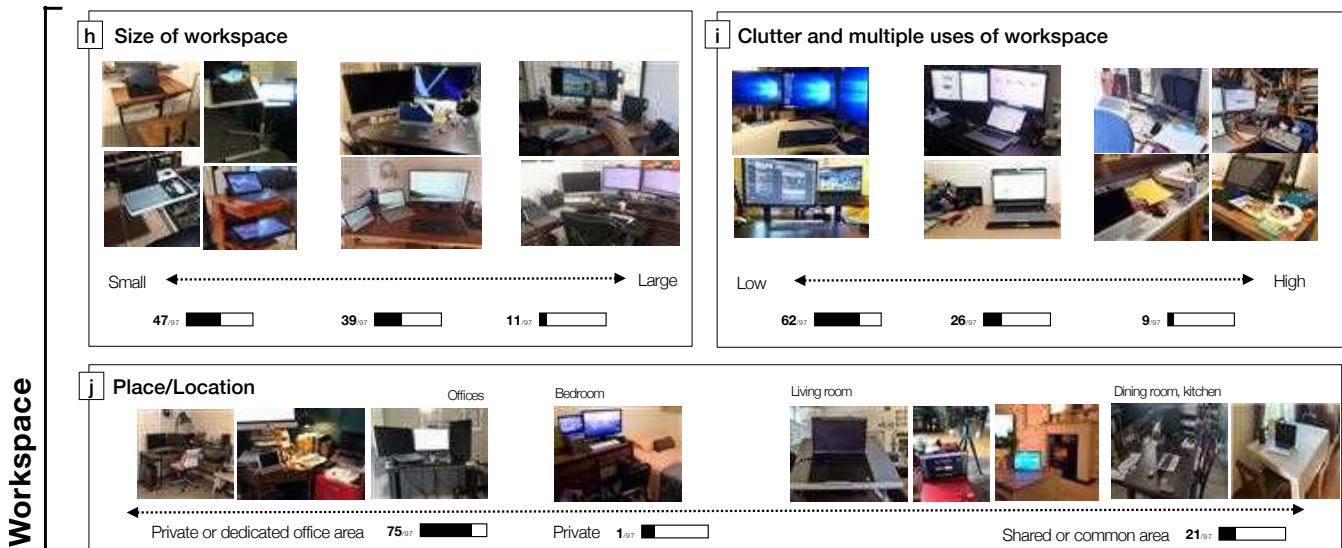 Workspace
h Size of workspace
Small Large
47/97 39/97 11/97
i Clutter and multiple uses of workspace
Low High
62/97 26/97 9/97
j Place/Location
Offices Bedroom Living room Dining room, kitchen
Private or dedicated office area 75/97 Private 1/97 Shared or common area 21/97